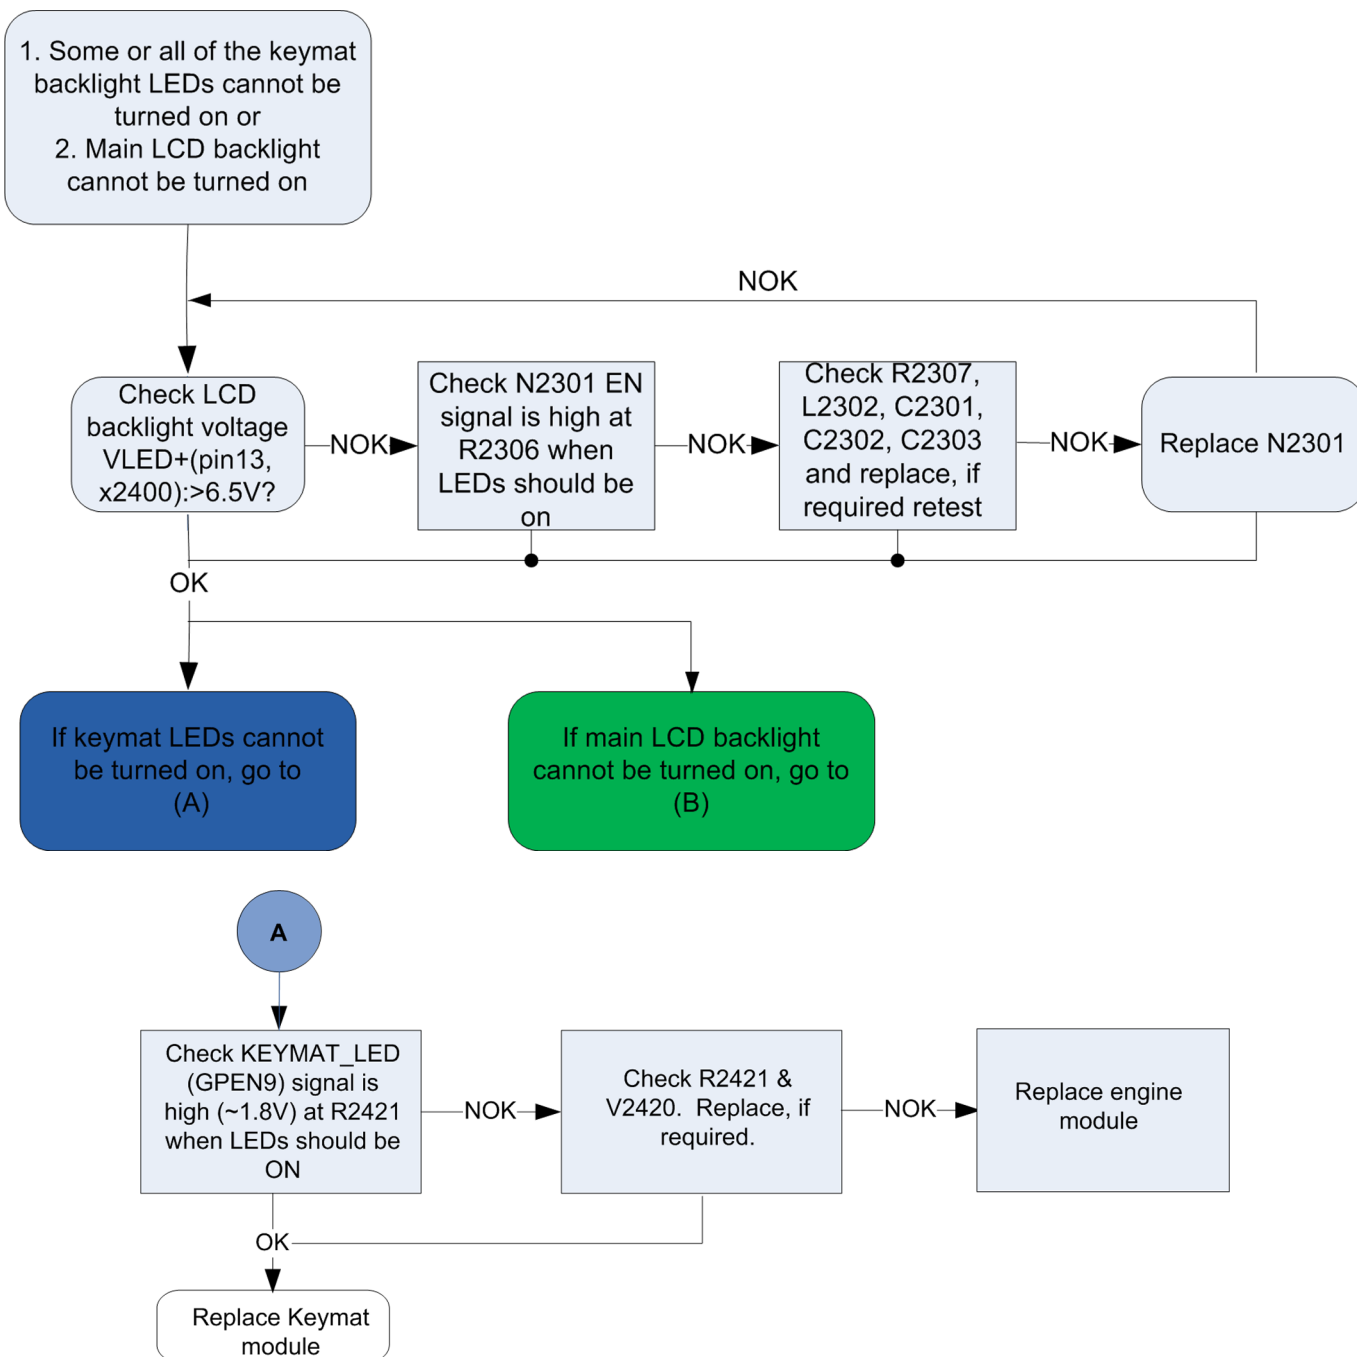 1. Some or all of the keymat
backlight LEDs cannot be
turned on or
2. Main LCD backlight
cannot be turned on
NOK
Check LCD
backlight voltage
VLED+(pin13,
x2400):>6.5V?
NOK
Check N2301 EN
signal is high at
R2306 when
LEDs should be
on
NOK
Check R2307,
L2302, C2301,
C2302, C2303
and replace, if
required retest
NOK
Replace N2301
OK
If keymat LEDs cannot
be turned on, go to
(A)
If main LCD backlight
cannot be turned on, go to
(B)
A
Check KEYMAT_LED
(GPEN9) signal is
high (~1.8V) at R2421
when LEDs should be
ON
NOK
Check R2421 &
V2420.  Replace, if
required.
NOK
Replace engine
module
OK
Replace Keymat
module